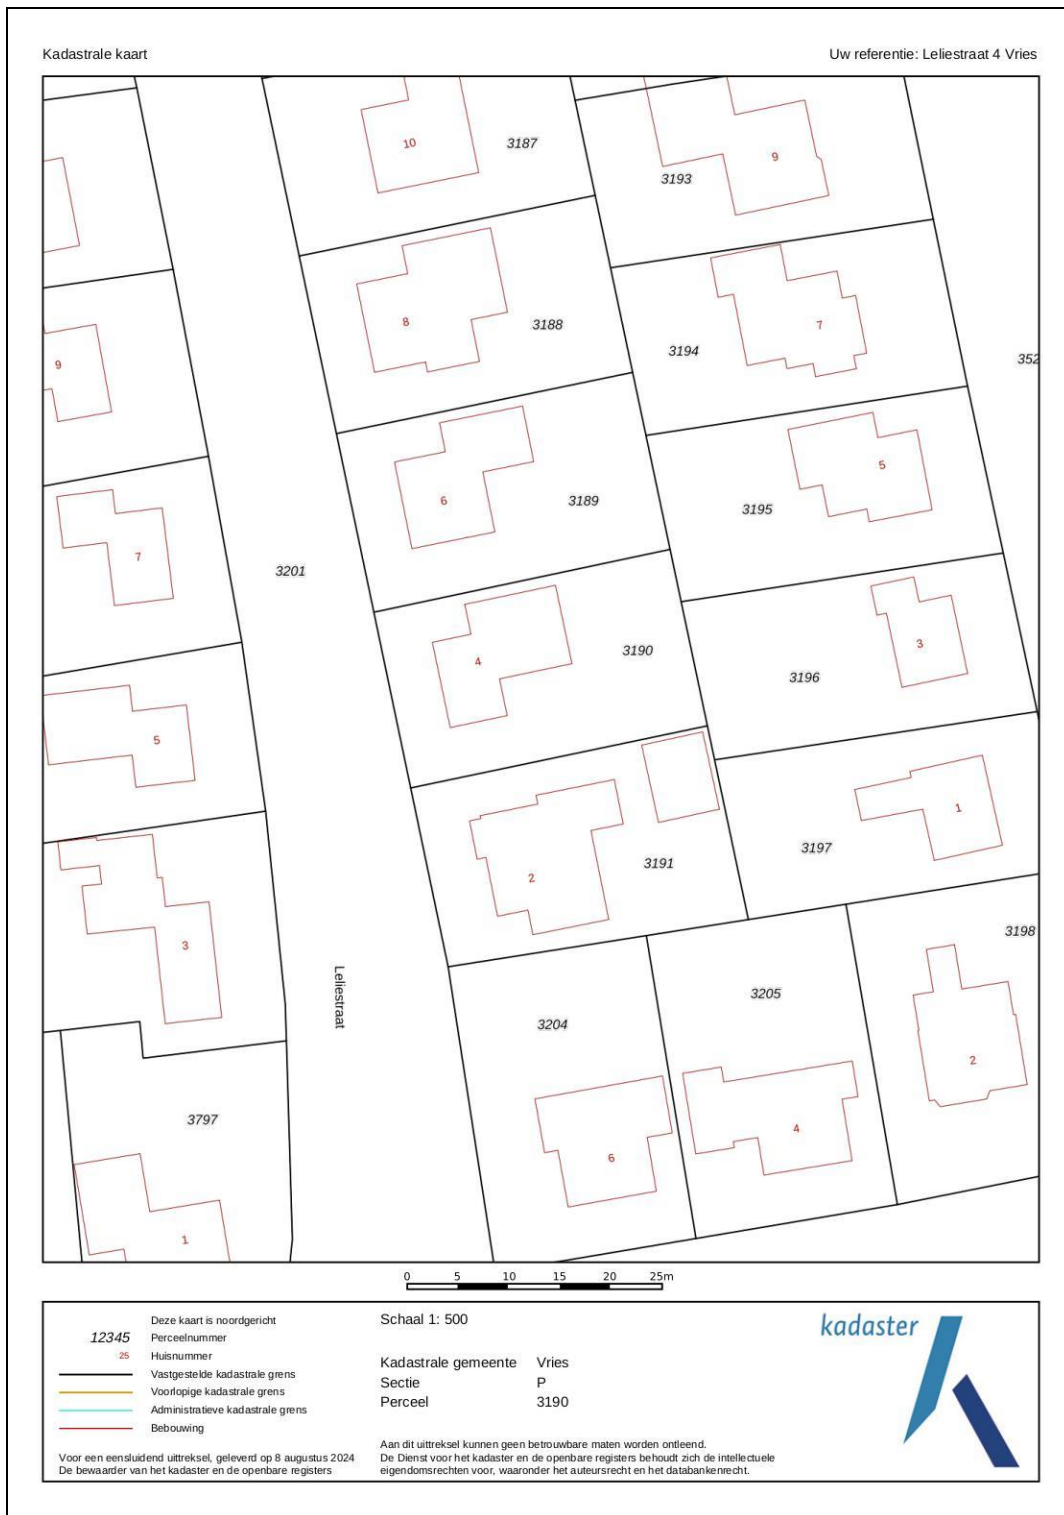 Kadastrale kaart
Uw referentie: Leliestraat 4 Vries
10
3187
9
3193
8
3188
7
3194
352
9
6
3189
5
3195
7
3201
4
3190
3
3196
5
2
3191
1
3197
3
3198
Leliestraat
3204
3205
2
3797
6
4
1
0 5 10 15 20 25m
Deze kaart is noordgericht
12345 Perceelnummer
25 Huisnummer
Vastgestelde kadastrale grens
Voorlopige kadastrale grens
Administratieve kadastrale grens
Bebouwing
Voor een eensluidend uittreksel, geleverd op 8 augustus 2024
De bewaarder van het kadaster en de openbare registers
Schaal 1: 500
Kadastrale gemeente Vries
Sectie P
Perceel 3190
Aan dit uittreksel kunnen geen betrouwbare maten worden ontleend.
De Dienst voor het kadaster en de openbare registers behoudt zich de intellectuele
eigendomsrechten voor, waaronder het auteursrecht en het databankenrecht.
kadaster